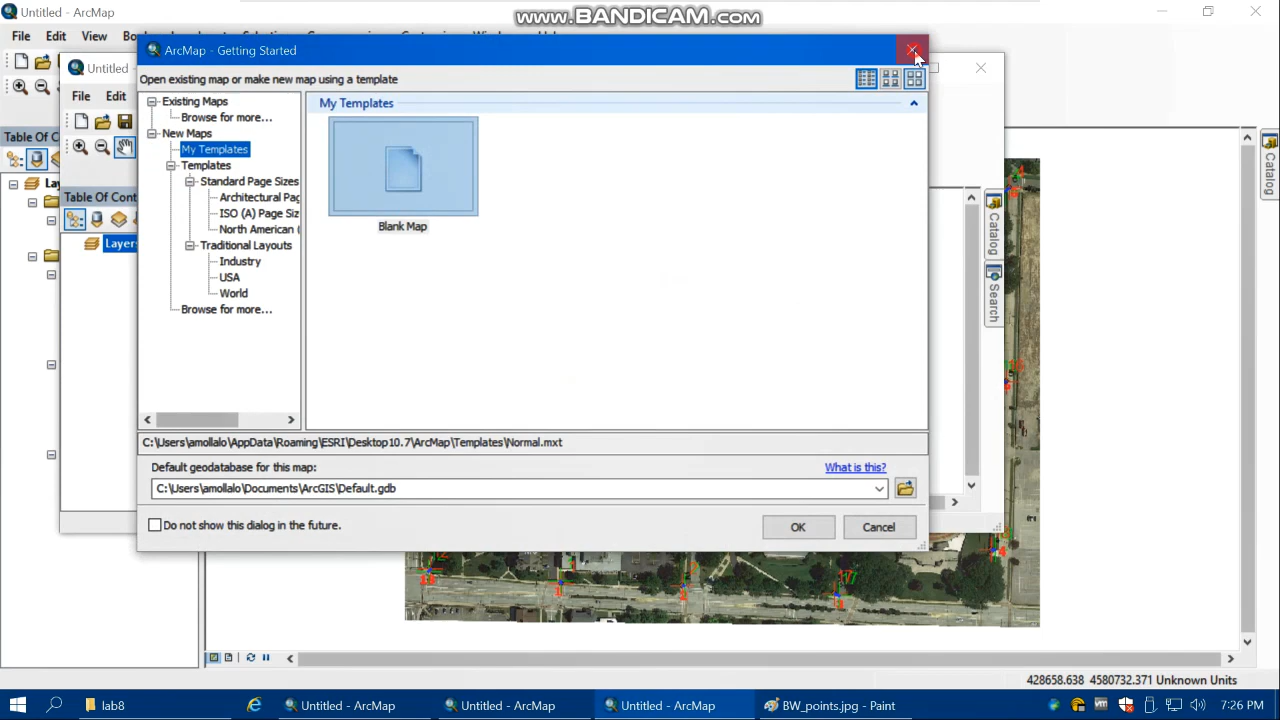 Untitled - ArcMap
www.BANDICAM.com
File Edit View
ArcMap - Getting Started
Untitled
Open existing map or make new map using a template
File Edit
Existing Maps
Browse for more...
New Maps
My Templates
Templates
Standard Page Sizes
Architectural Pag
ISO (A) Page Siz
North American (
Traditional Layouts
Industry
USA
World
Browse for more...
My Templates
Blank Map
Table Of C
Table Of Contents
Layers
Catalog
Search
Catalog
C:\Users\amollalo\AppData\Roaming\ESRI\Desktop10.7\ArcMap\Templates\Normal.mxt
Default geodatabase for this map:
What is this?
C:\Users\amollalo\Documents\ArcGIS\Default.gdb
Do not show this dialog in the future.
OK
Cancel
428658.638 4580732.371 Unknown Units
lab8
Untitled - ArcMap
Untitled - ArcMap
Untitled - ArcMap
BW_points.jpg - Paint
7:26 PM